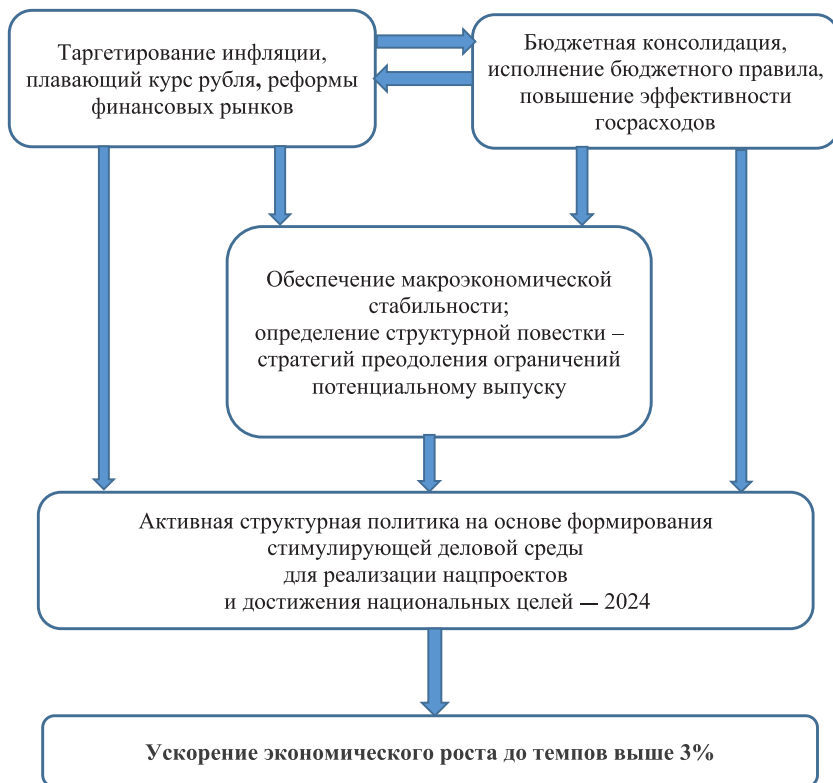 Таргетирование инфляции,
плавающий курс рубля, реформы
финансовых рынков
Бюджетная консолидация,
исполнение бюджетного правила,
повышение эффективности
госрасходов
Обеспечение макроэкономической
стабильности;
определение структурной повестки –
стратегий преодоления ограничений
потенциальному выпуску
Активная структурная политика на основе формирования
стимулирующей деловой среды
для реализации нацпроектов
и достижения национальных целей — 2024
Ускорение экономического роста до темпов выше 3%